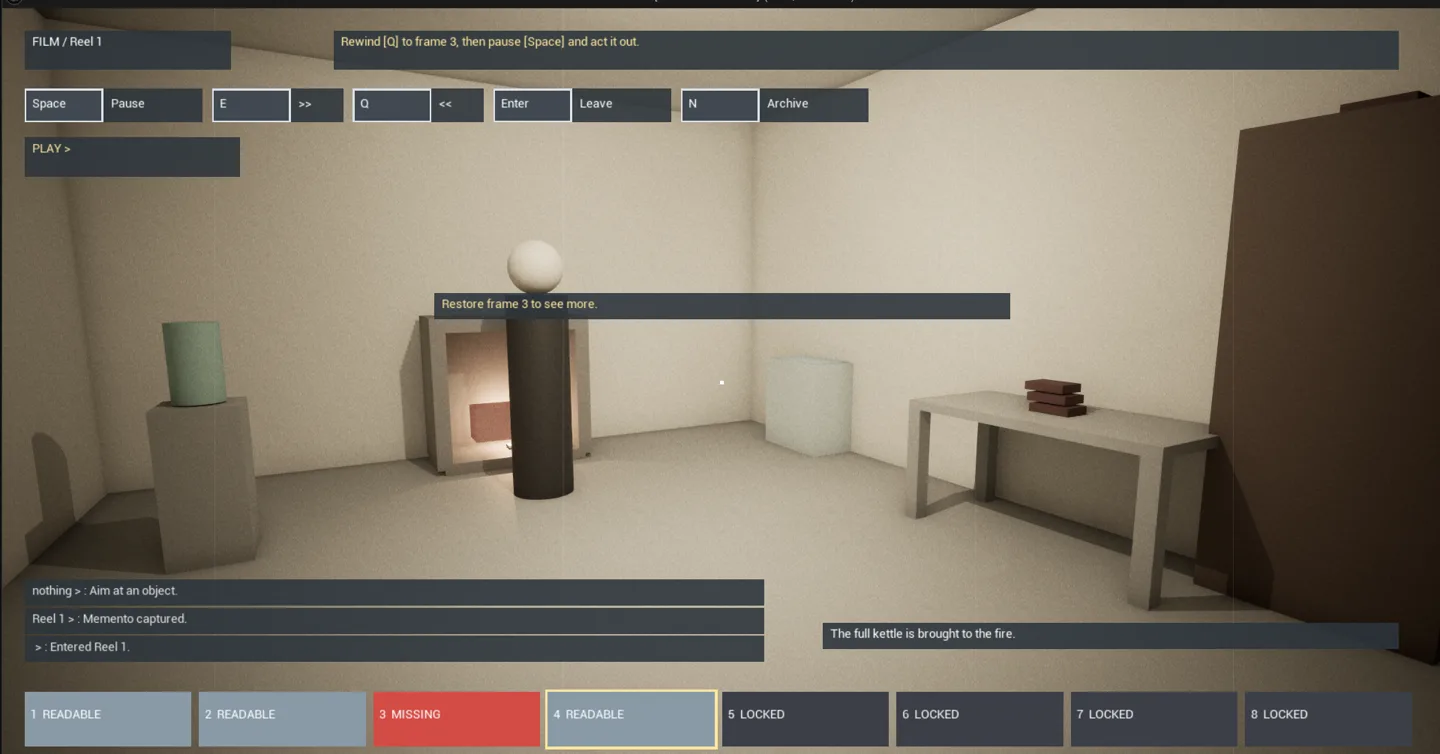 FILM / Reel 1
Rewind [Q] to frame 3, then pause [Space] and act it out.
Space Pause E >> Q << Enter Leave N Archive
PLAY >
Restore frame 3 to see more.
nothing > : Aim at an object.
Reel 1 > : Memento captured.
> : Entered Reel 1.
The full kettle is brought to the fire.
1 READABLE
2 READABLE
3 MISSING
4 READABLE
5 LOCKED
6 LOCKED
7 LOCKED
8 LOCKED